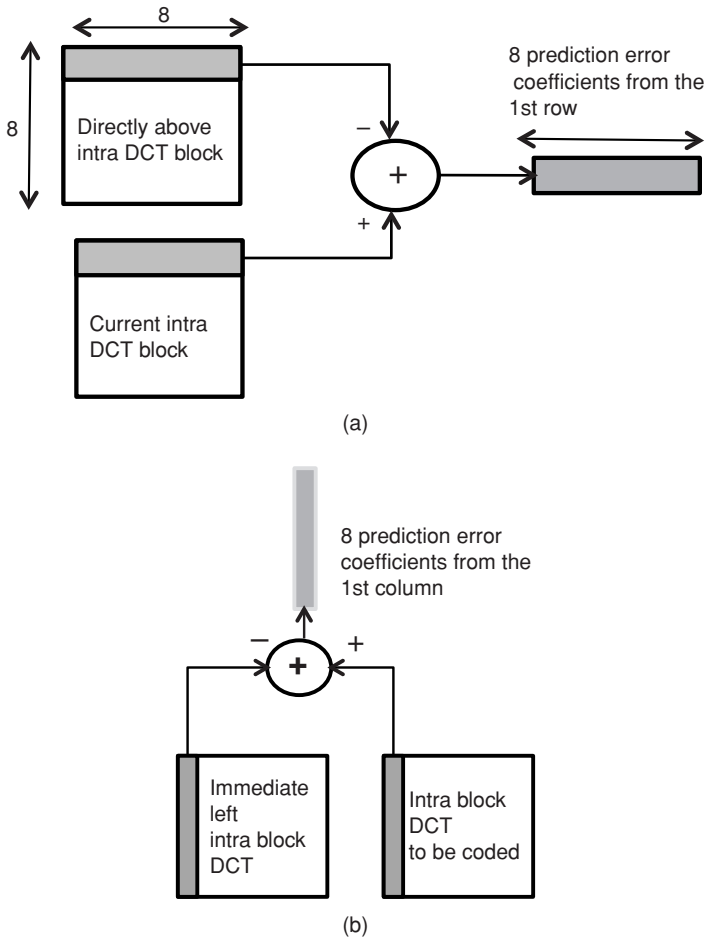 8
8 prediction error
coefficients from the
1st row
8
Directly above
intra DCT block
−
+
+
Current intra
DCT block
(a)
8 prediction error
coefficients from the
1st column
−
+
+
Immediate
left
intra block
DCT
Intra block
DCT
to be coded
(b)